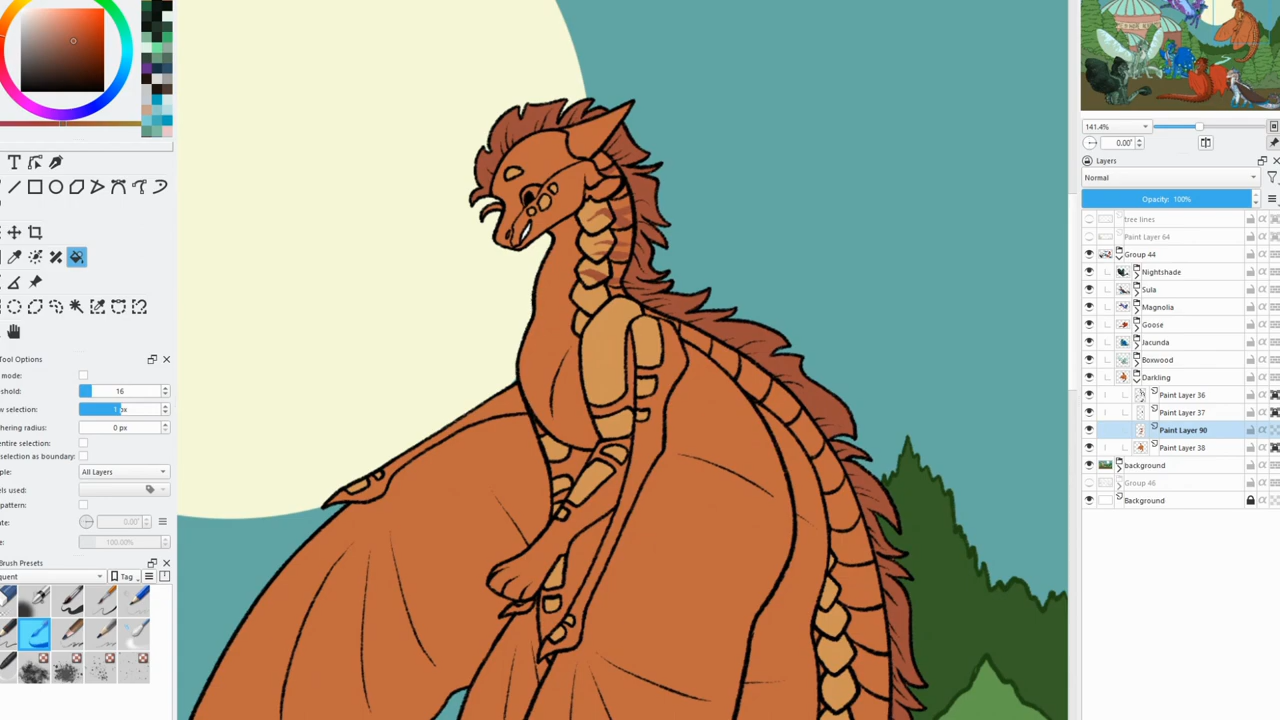 141.4%
0.00'
Layers
Normal
Opacity: 100%
tree lines
Paint Layer 64
Group 44
Nightshade
Sula
Magnolia
Goose
Jacunda
Boxwood
Darkling
Paint Layer 36
Paint Layer 37
Paint Layer 90
Paint Layer 38
background
Group 46
Background
T
Tool Options
mode:
shold: 16
w selection: 1 px
thering radius: 0 px
entire selection:
selection as boundary:
ple: All Layers
els used:
pattern:
ate: 0.00'
e: 100.00%
Brush Presets
quent Tag